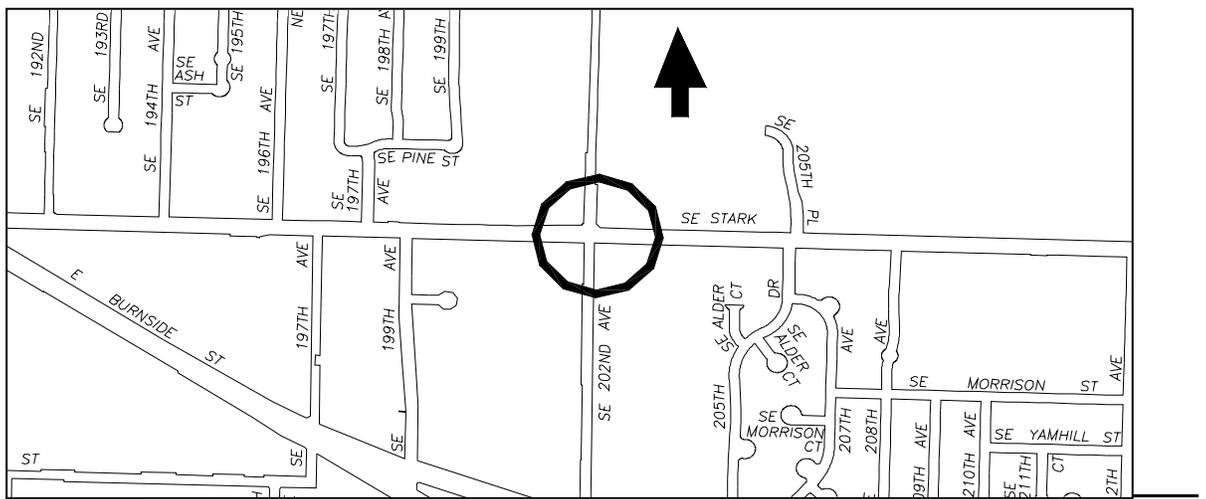 SE 192ND
SE 193RD
SE 194TH AVE
SE ASH ST
SE 195TH
SE 196TH AVE
NE
SE 197TH
SE 198TH
SE 199TH
SE PINE ST
SE 197TH AVE
SE STARK
SE 205TH PL
E BURNSIDE ST
197TH AVE
SE
199TH AVE
SE
SE 202ND AVE
SE ALDER CT
DR
SE ALDER CT
205TH
AVE
207TH
AVE
208TH
SE MORRISON ST
AVE
SE MORRISON CT
09TH AVE
210TH AVE
SE YAMHILL ST
SE 211TH
CT
2TH
ST